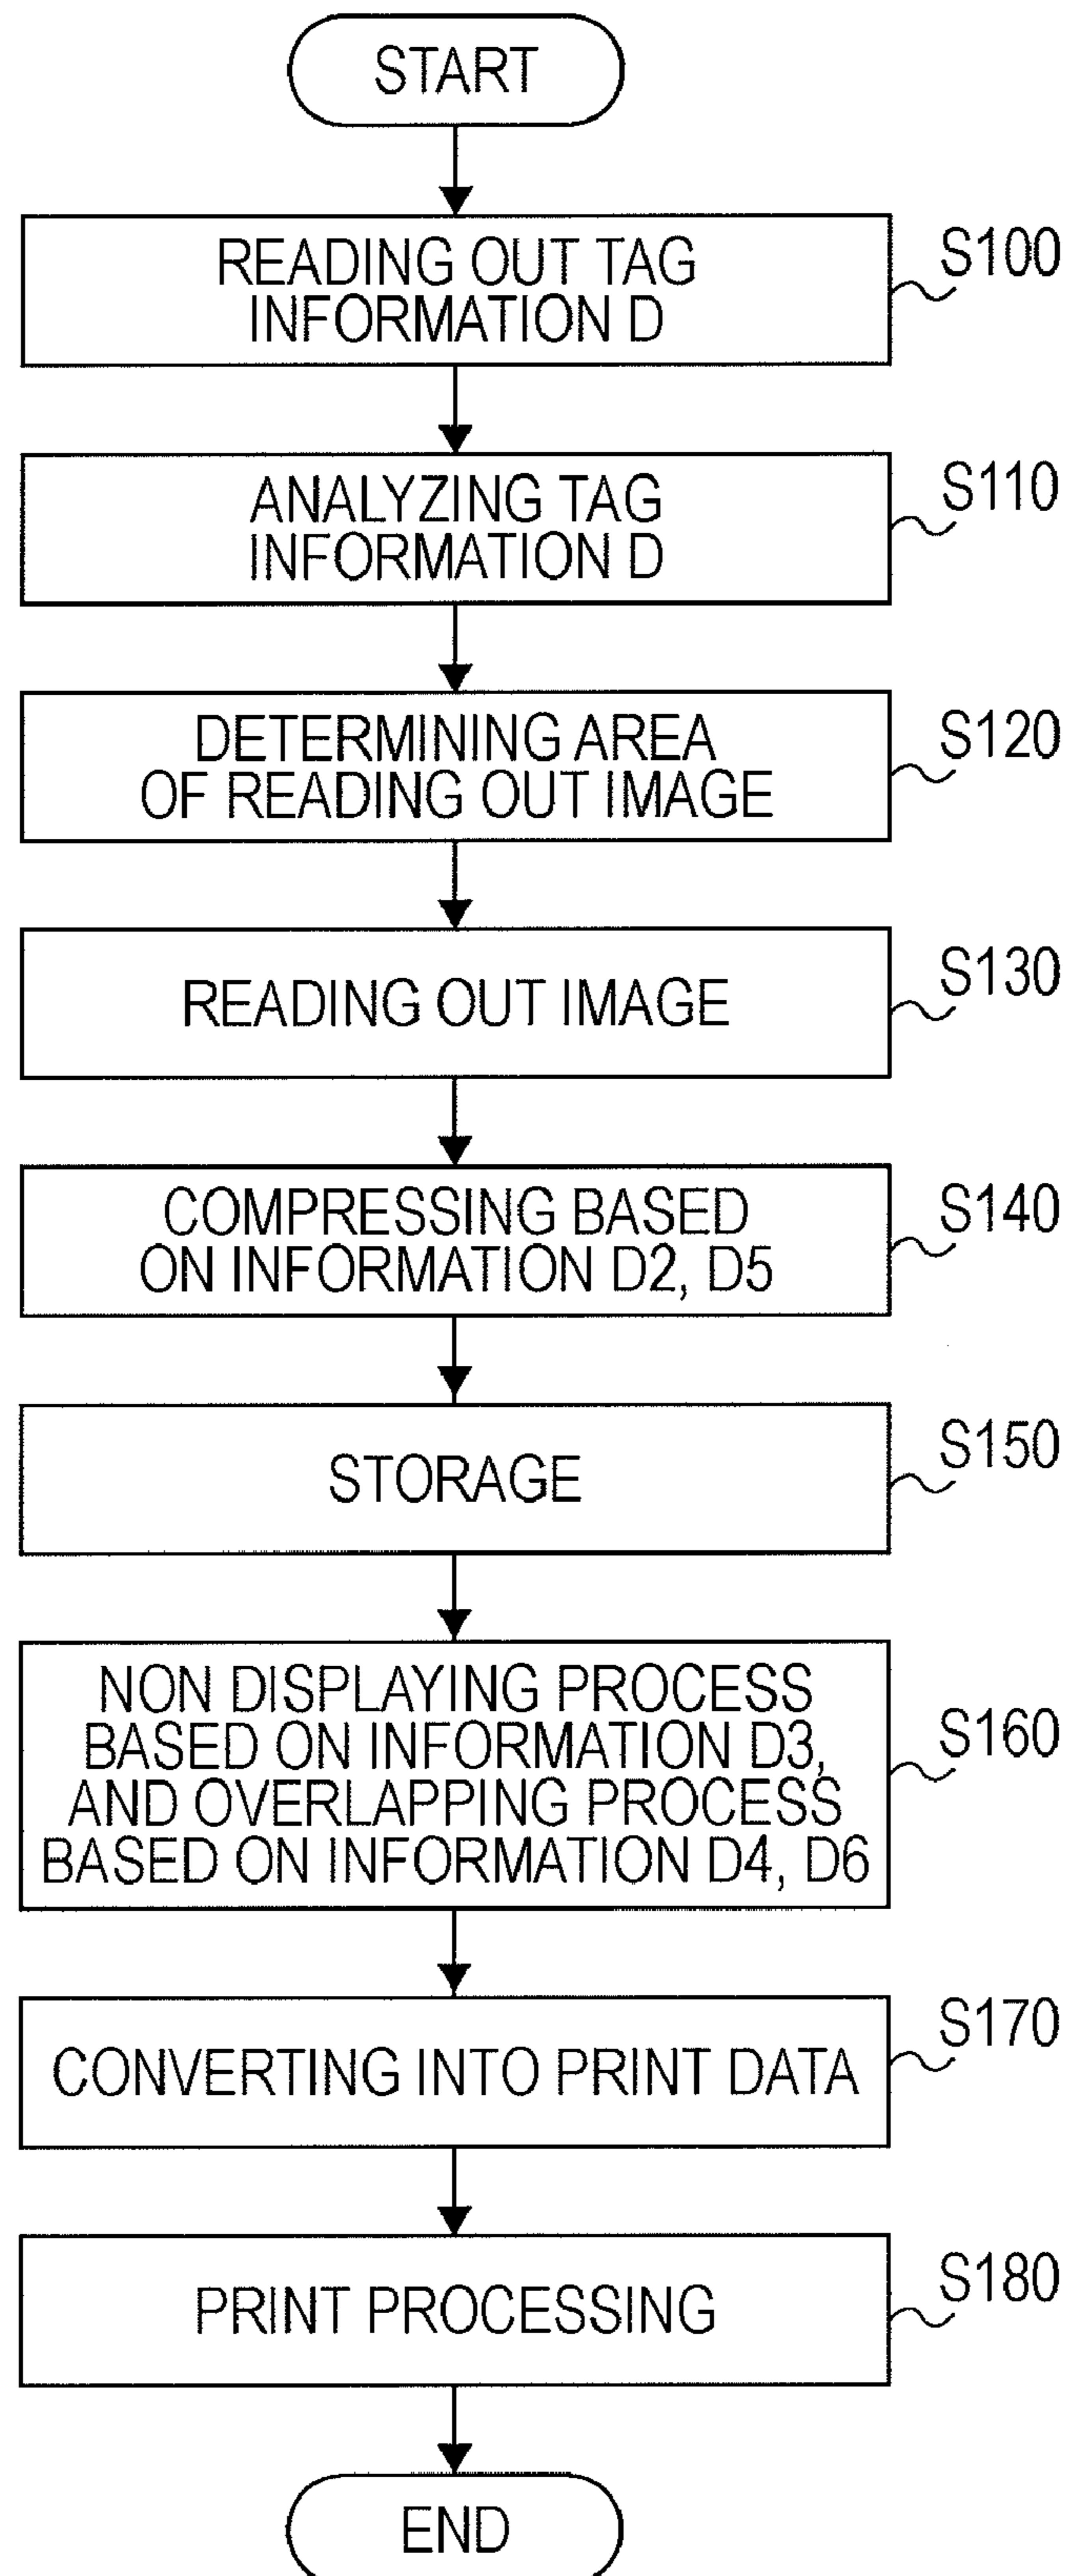 START
READING OUT TAG
INFORMATION D
S100
ANALYZING TAG
INFORMATION D
S110
DETERMINING AREA
OF READING OUT IMAGE
S120
READING OUT IMAGE
S130
COMPRESSING BASED
ON INFORMATION D2, D5
S140
STORAGE
S150
NON DISPLAYING PROCESS
BASED ON INFORMATION D3,
AND OVERLAPPING PROCESS
BASED ON INFORMATION D4, D6
S160
CONVERTING INTO PRINT DATA
S170
PRINT PROCESSING
S180
END